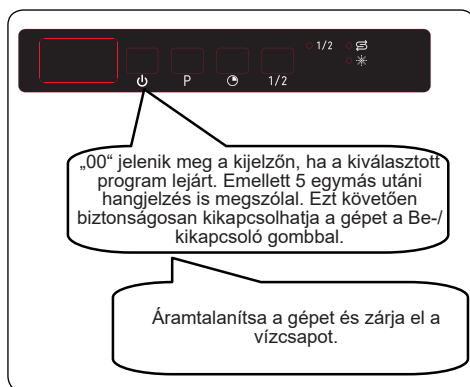 1/2
P 1/2
„00“ jelenik meg a kijelzőn, ha a kiválasztott
program lejárt. Emellett 5 egymás utáni
hangjelzés is megszólal. Ezt követően
biztonságosan kikapcsolhatja a gépet a Be-/
kikapcsoló gombbal.
Áramtalanítsa a gépet és zárja el a
vízcsapot.